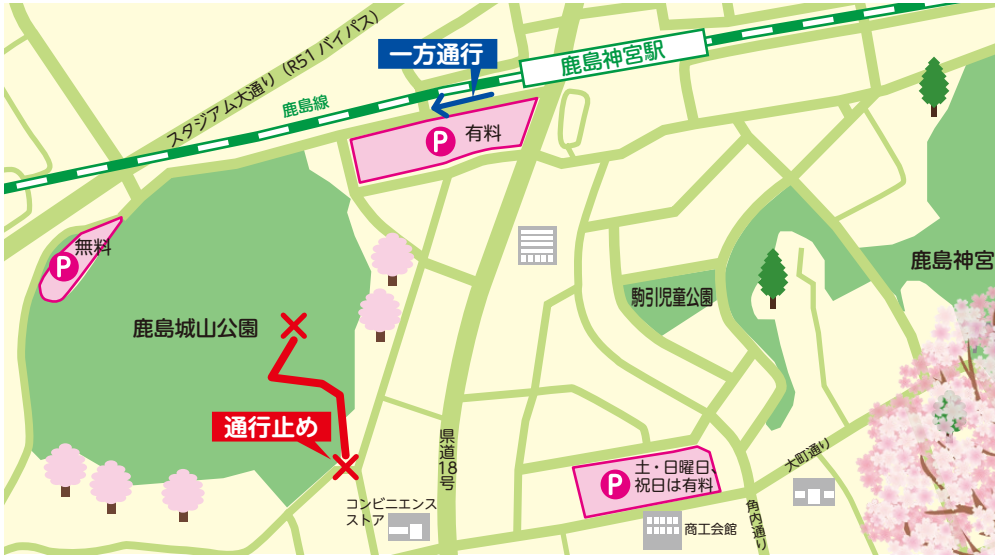 スタジアム大通り（R51 バイパス）
一方通行
鹿島神宮駅
鹿島線
P 有料
P 無料
鹿島神宮
駒引児童公園
鹿島城山公園
通行止め
県道18号
大町通り
P 土・日曜日、
祝日は有料
コンビニエンス
ストア
商工会館
角内通り